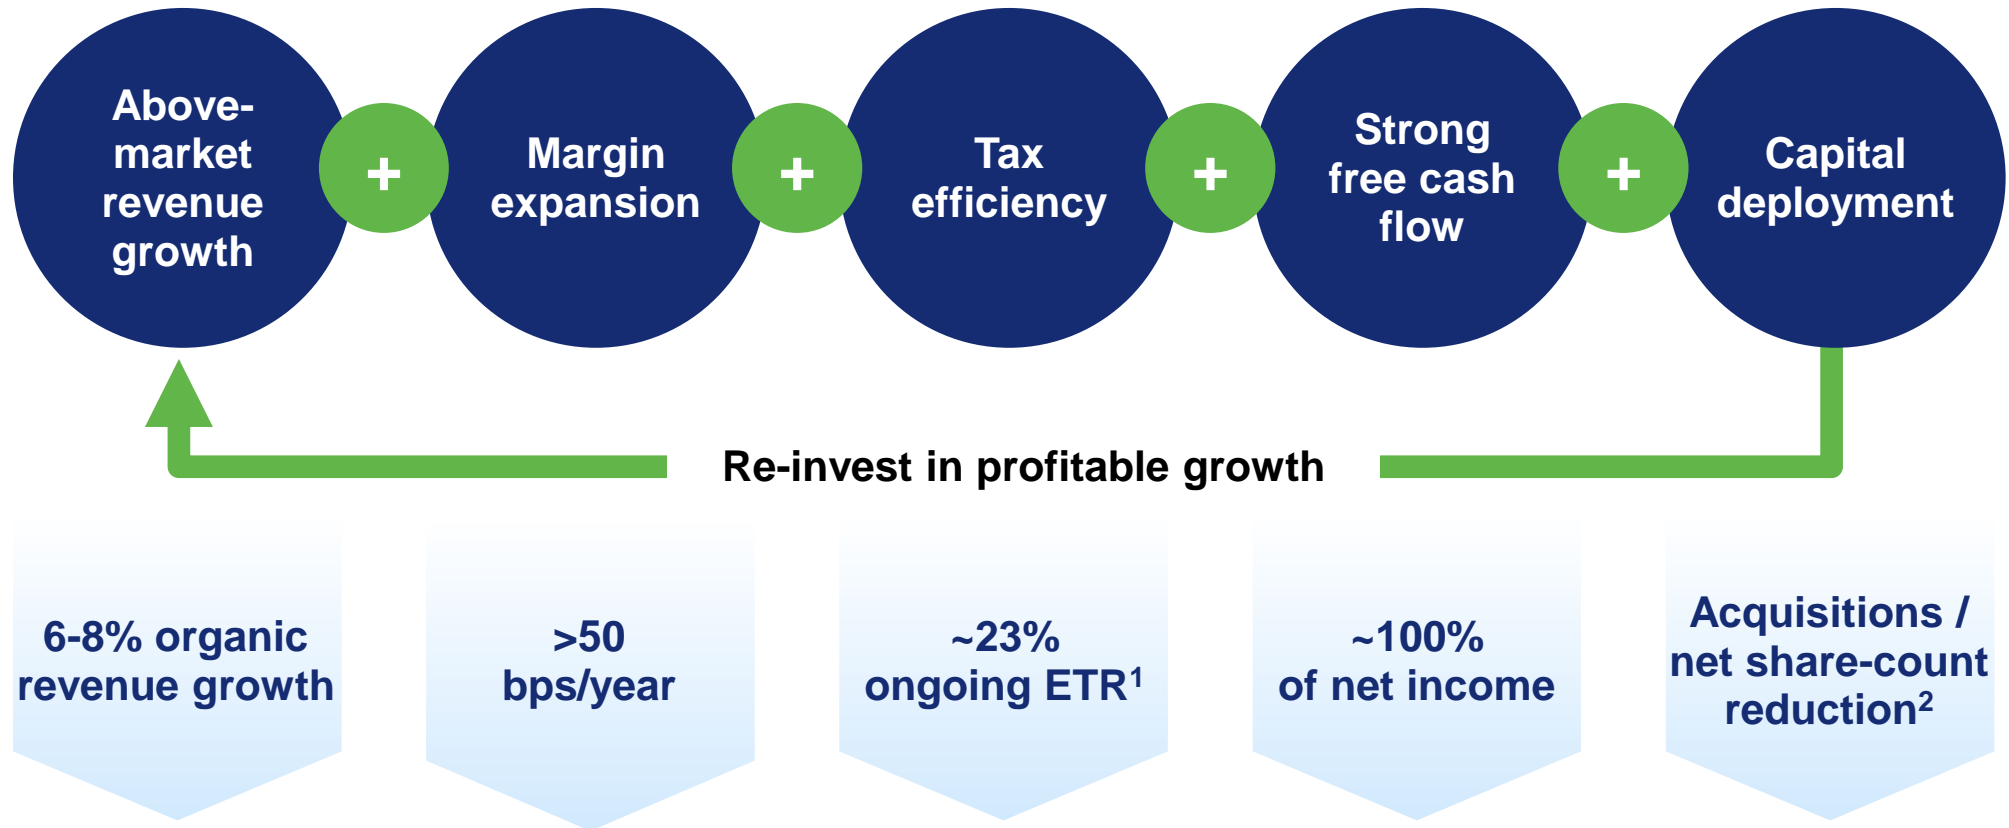 Above-
market
revenue
growth
+
Margin
expansion
+
Tax
efficiency
+
Strong
free cash
flow
+
Capital
deployment
Re-invest in profitable growth
6-8% organic
revenue growth
>50
bps/year
~23%
ongoing ETR¹
~100%
of net income
Acquisitions /
net share-count
reduction²